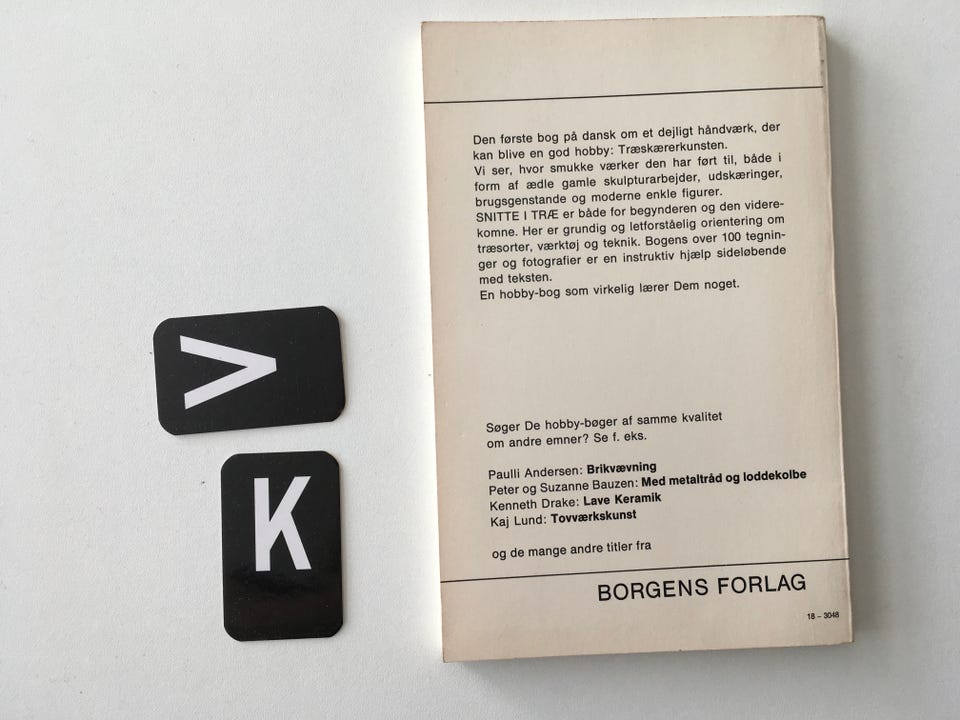 V
K
Den første bog på dansk om et dejligt håndværk, der
kan blive en god hobby: Træskærerkunsten.
Vi ser, hvor smukke værker den har ført til, både i
form af ædle gamle skulpturarbejder, udskæringer,
brugsgenstande og moderne enkle figurer.
SNITTE I TRÆ er både for begynderen og den videre-
komne. Her er grundig og letforståelig orientering om
træsorter, værktøj og teknik. Bogens over 100 tegnin-
ger og fotografier er en instruktiv hjælp sideløbende
med teksten.
En hobby-bog som virkelig lærer Dem noget.
Søger De hobby-bøger af samme kvalitet
om andre emner? Se f. eks.
Paulli Andersen: Brikvævning
Peter og Suzanne Bauzen: Med metaltråd og loddekolbe
Kenneth Drake: Lave Keramik
Kaj Lund: Tovværkskunst
og de mange andre titler fra
BORGENS FORLAG
18 – 3048